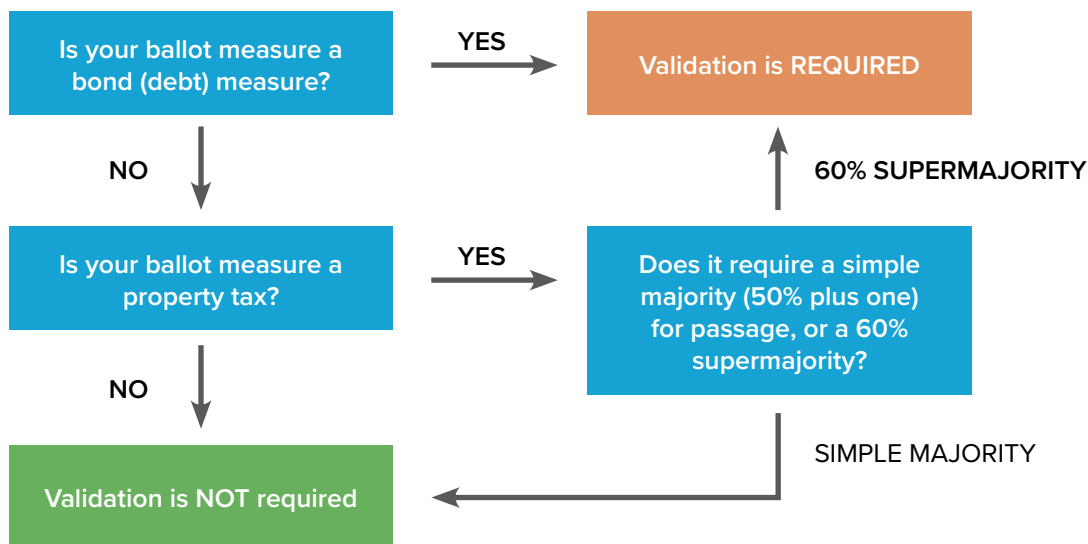 Is your ballot measure a
bond (debt) measure?
YES
Validation is REQUIRED
NO
60% SUPERMAJORITY
Is your ballot measure a
property tax?
YES
Does it require a simple
majority (50% plus one)
for passage, or a 60%
supermajority?
NO
SIMPLE MAJORITY
Validation is NOT required